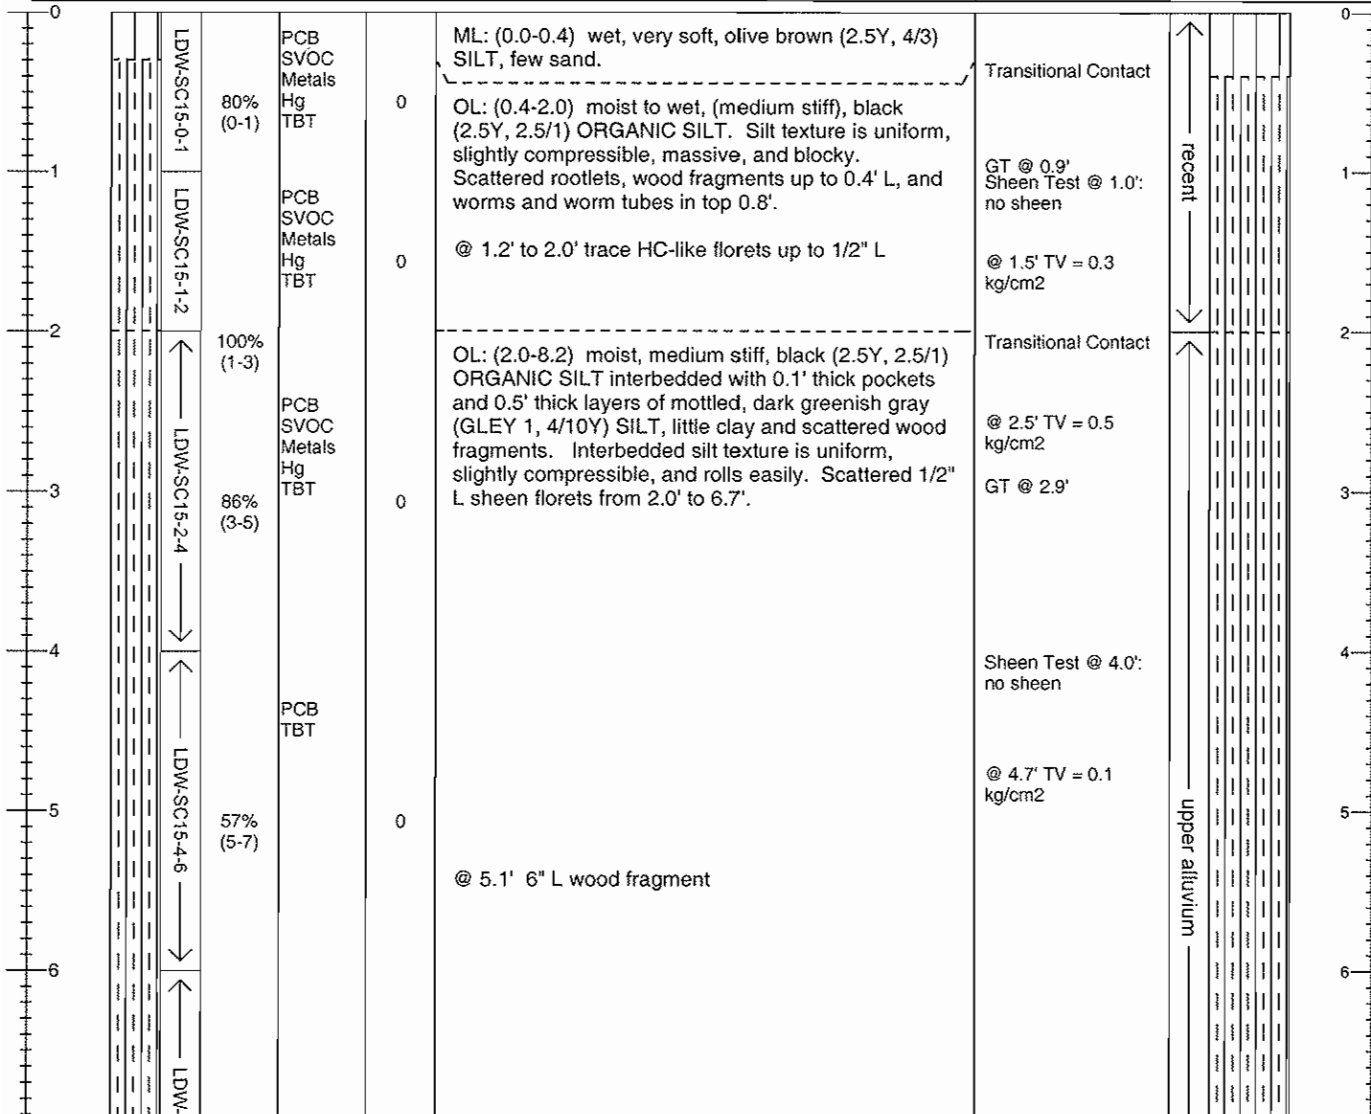 0
LDW-SC15-0-1
80%
(0-1)
PCB
SVOC
Metals
Hg
TBT
0
ML: (0.0-0.4) wet, very soft, olive brown (2.5Y, 4/3)
SILT, few sand.
OL: (0.4-2.0) moist to wet, (medium stiff), black
(2.5Y, 2.5/1) ORGANIC SILT. Silt texture is uniform,
slightly compressible, massive, and blocky.
Scattered rootlets, wood fragments up to 0.4' L, and
worms and worm tubes in top 0.8'.
Transitional Contact
GT @ 0.9'
Sheen Test @ 1.0':
no sheen
recent
0
1
LDW-SC15-1-2
PCB
SVOC
Metals
Hg
TBT
0
@ 1.2' to 2.0' trace HC-like florets up to 1/2" L
@ 1.5' TV = 0.3
kg/cm2
1
2
LDW-SC15-2-4
100%
(1-3)
PCB
SVOC
Metals
Hg
TBT
OL: (2.0-8.2) moist, medium stiff, black (2.5Y, 2.5/1)
ORGANIC SILT interbedded with 0.1' thick pockets
and 0.5' thick layers of mottled, dark greenish gray
(GLEY 1, 4/10Y) SILT, little clay and scattered wood
fragments. Interbedded silt texture is uniform,
slightly compressible, and rolls easily. Scattered 1/2"
L sheen florets from 2.0' to 6.7'.
Transitional Contact
@ 2.5' TV = 0.5
kg/cm2
GT @ 2.9'
2
3
86%
(3-5)
0
3
4
LDW-SC15-4-6
PCB
TBT
Sheen Test @ 4.0':
no sheen
@ 4.7' TV = 0.1
kg/cm2
upper alluvium
4
5
57%
(5-7)
0
@ 5.1' 6" L wood fragment
5
6
LDW-
6